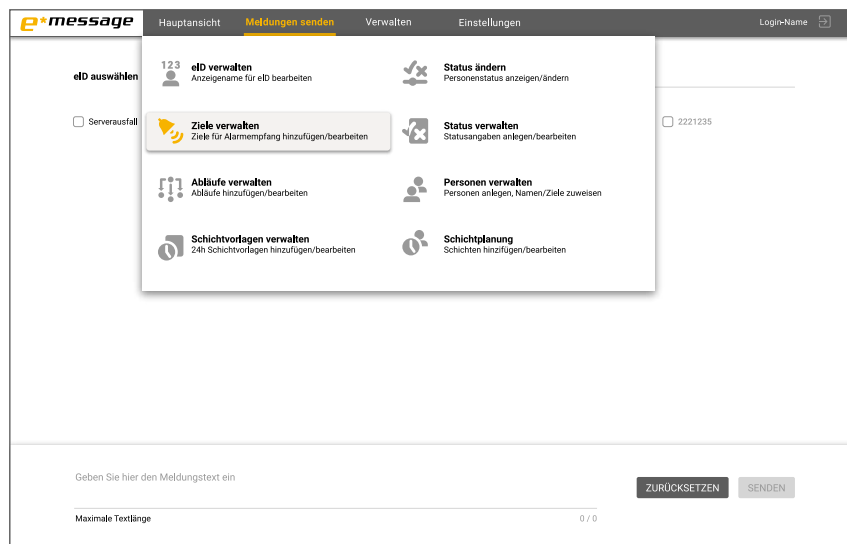 e*message Hauptansicht Meldungen senden Verwalten Einstellungen Login-Name
eID auswählen
123 eID verwalten
Anzeigename für eID bearbeiten
Status ändern
Personenstatus anzeigen/ändern
Serverausfall
Ziele verwalten
Ziele für Alarmempfang hinzufügen/bearbeiten
Status verwalten
Statusangaben anlegen/bearbeiten
2221235
Abläufe verwalten
Abläufe hinzufügen/bearbeiten
Personen verwalten
Personen anlegen, Namen/Ziele zuweisen
Schichtvorlagen verwalten
24h Schichtvorlagen hinzufügen/bearbeiten
Schichtplanung
Schichten hinzifügen/bearbeiten
Geben Sie hier den Meldungstext ein
ZURÜCKSETZEN SENDEN
Maximale Textlänge 0 / 0